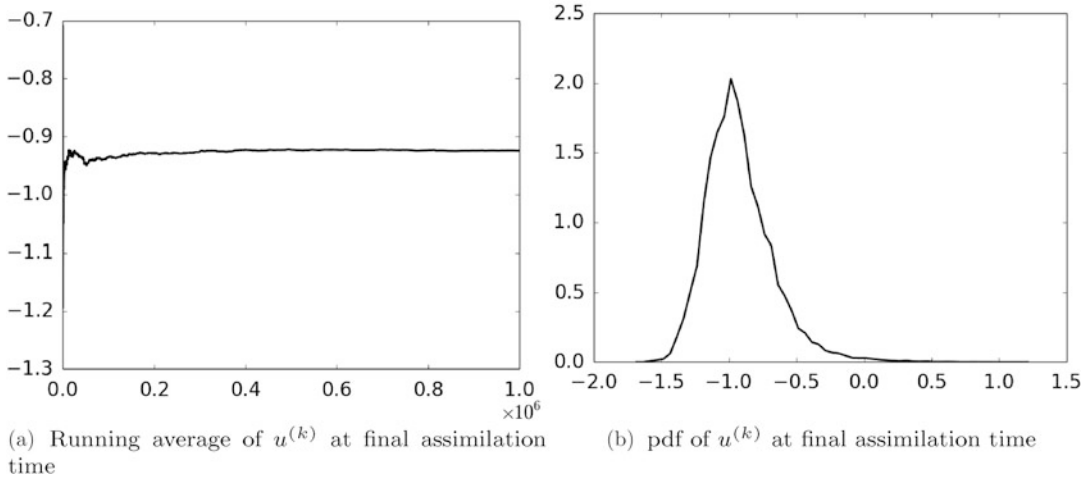 −0.7
−0.8
−0.9
−1.0
−1.1
−1.2
−1.3
0.0 0.2 0.4 0.6 0.8 1.0
×10⁶
(a) Running average of u⁽ᵏ⁾ at final assimilation
time
2.5
2.0
1.5
1.0
0.5
0.0
−2.0 −1.5 −1.0 −0.5 0.0 0.5 1.0 1.5
(b) pdf of u⁽ᵏ⁾ at final assimilation time